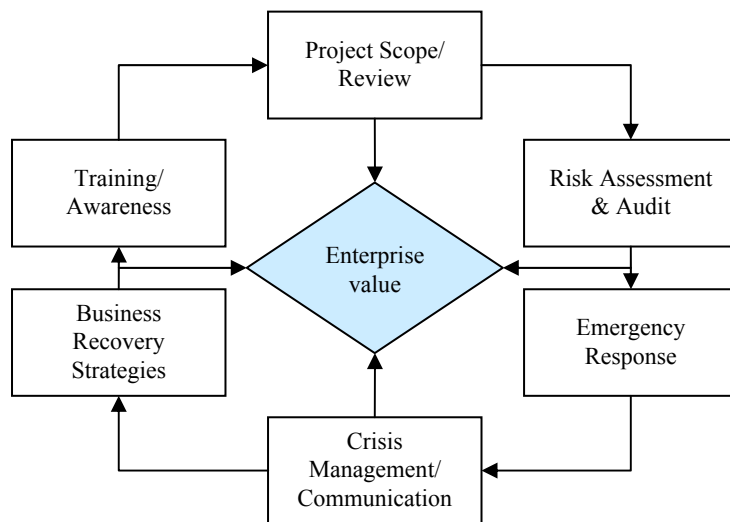 Project Scope/
Review
Training/
Awareness
Risk Assessment
& Audit
Enterprise
value
Business
Recovery
Strategies
Emergency
Response
Crisis
Management/
Communication